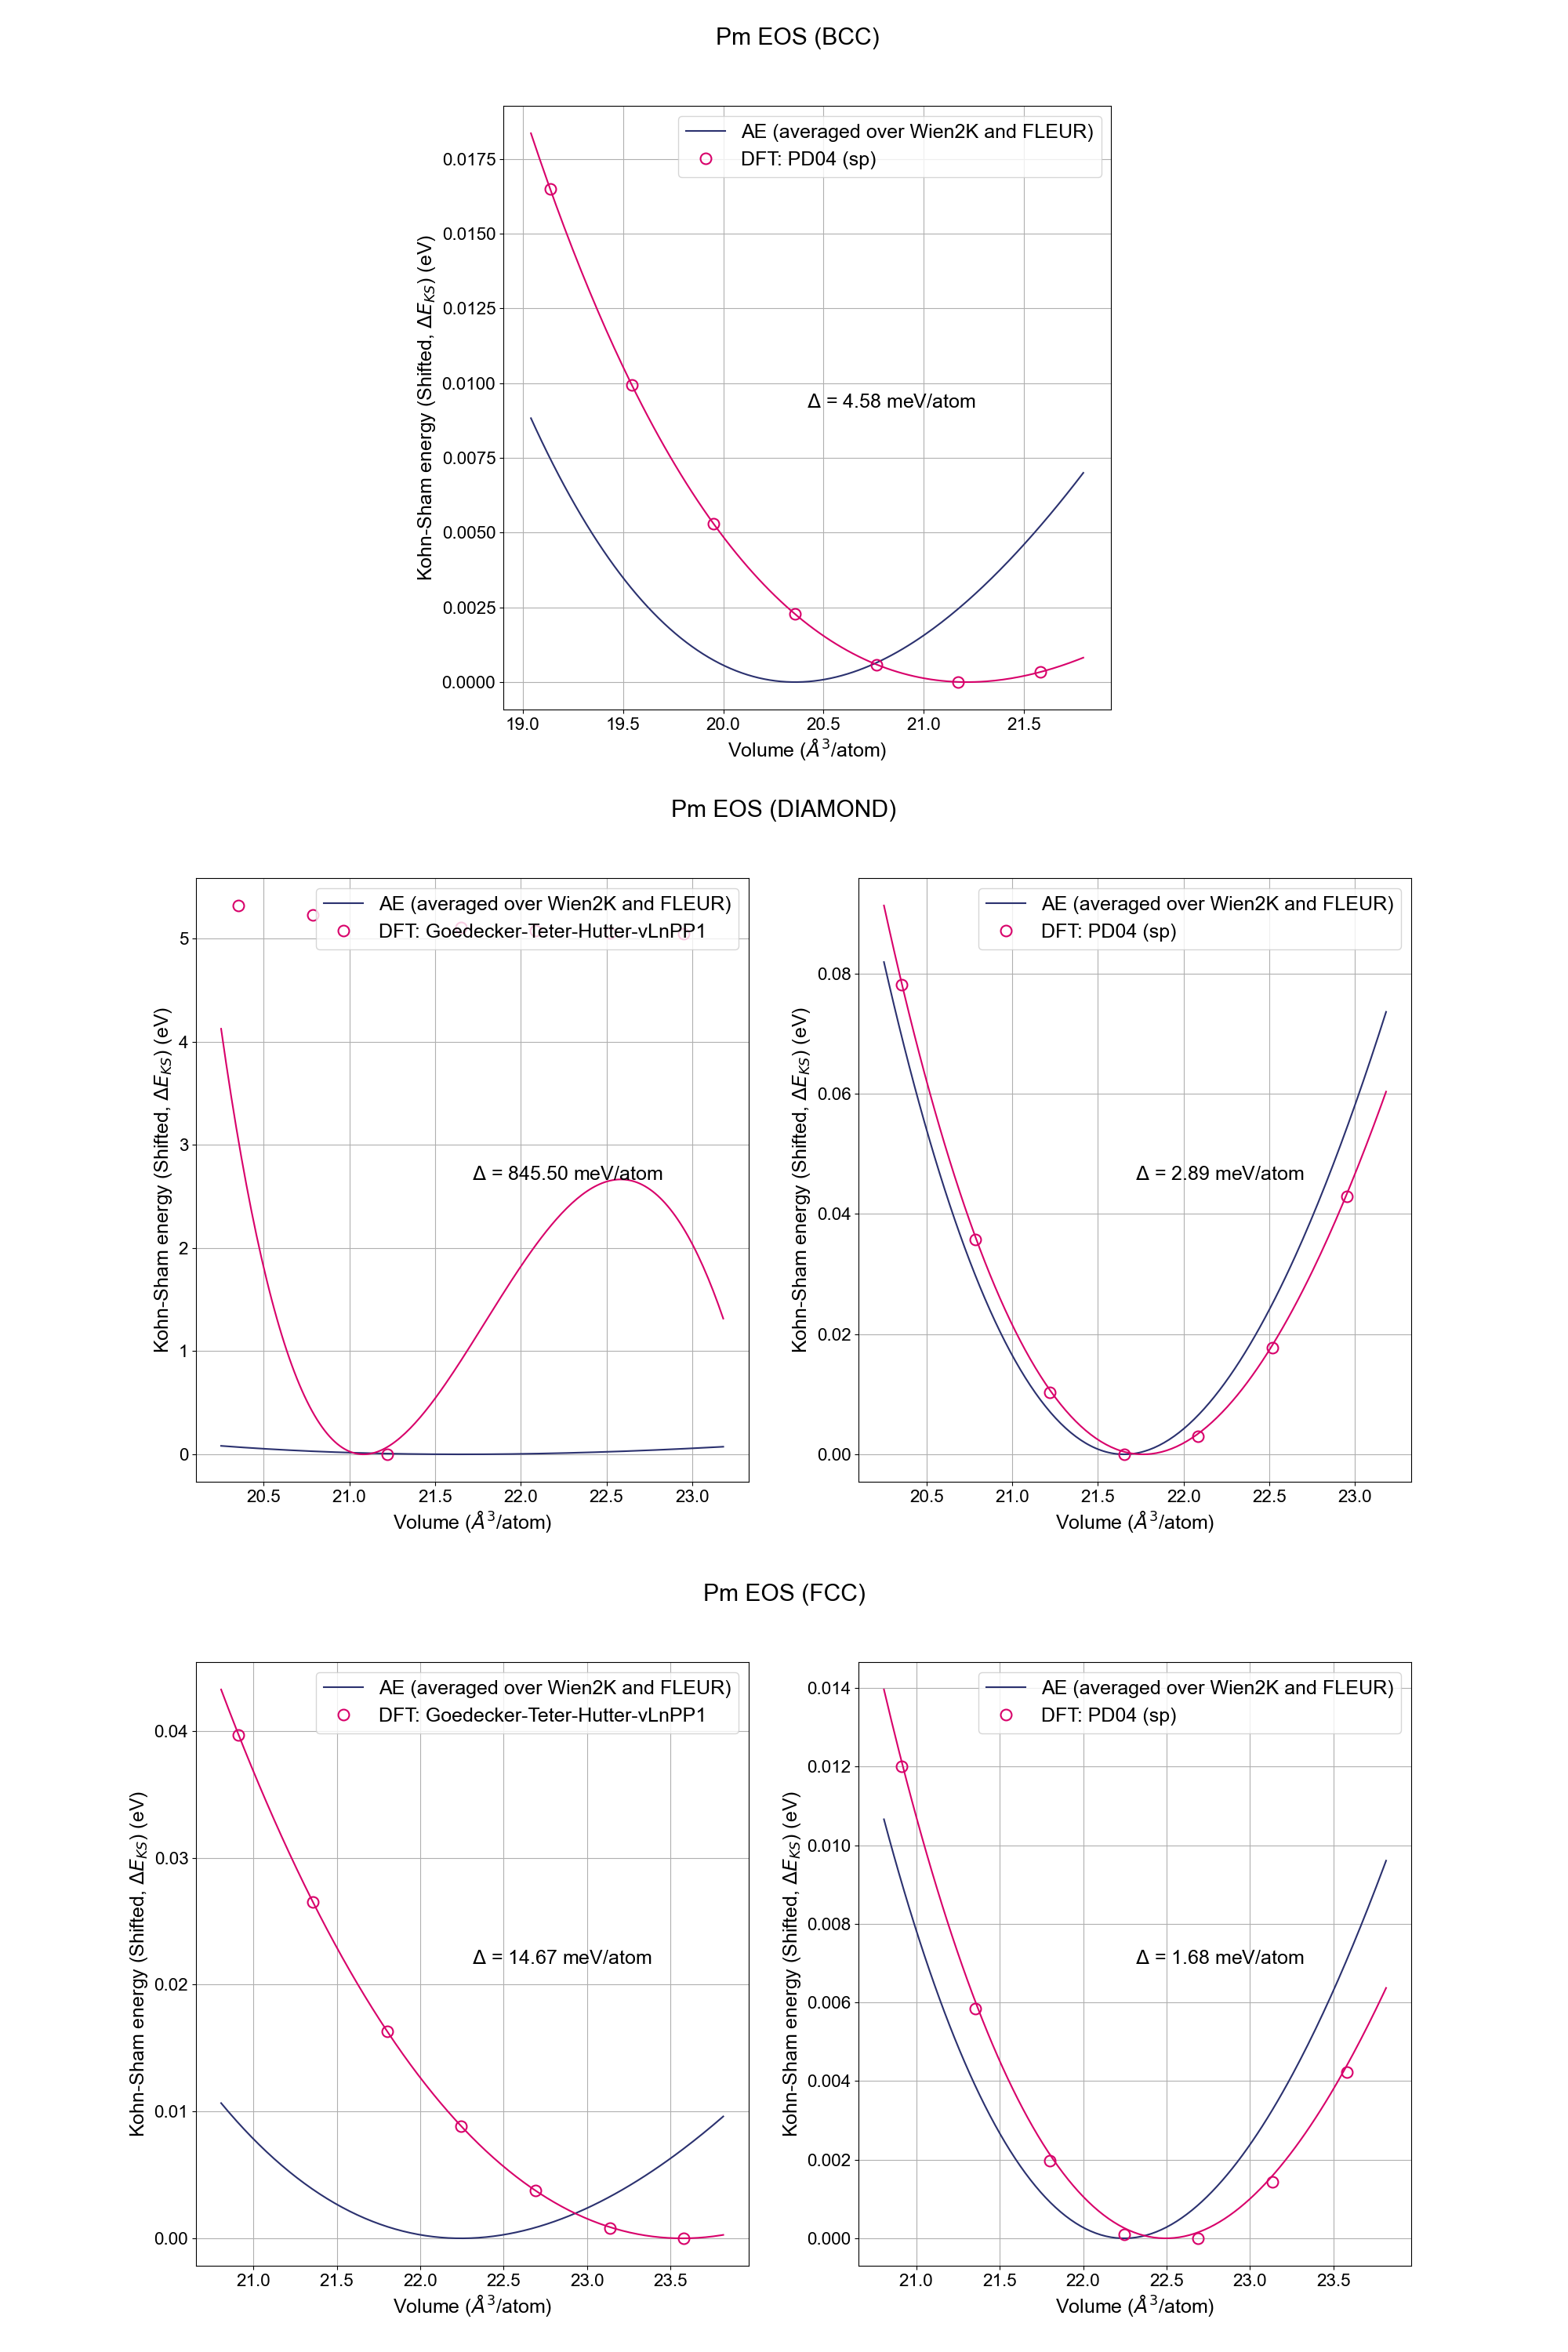 Pm EOS (BCC)
AE (averaged over Wien2K and FLEUR)
DFT: PD04 (sp)
Kohn-Sham energy (Shifted, ΔE_KS) (eV)
0.0175
0.0150
0.0125
0.0100
0.0075
0.0050
0.0025
0.0000
Δ = 4.58 meV/atom
19.0 19.5 20.0 20.5 21.0 21.5
Volume (Å³/atom)
Pm EOS (DIAMOND)
AE (averaged over Wien2K and FLEUR)
DFT: Goedecker-Teter-Hutter-vLnPP1
Kohn-Sham energy (Shifted, ΔE_KS) (eV)
5
4
3
2
1
0
Δ = 845.50 meV/atom
20.5 21.0 21.5 22.0 22.5 23.0
Volume (Å³/atom)
AE (averaged over Wien2K and FLEUR)
DFT: PD04 (sp)
Kohn-Sham energy (Shifted, ΔE_KS) (eV)
0.08
0.06
0.04
0.02
0.00
Δ = 2.89 meV/atom
20.5 21.0 21.5 22.0 22.5 23.0
Volume (Å³/atom)
Pm EOS (FCC)
AE (averaged over Wien2K and FLEUR)
DFT: Goedecker-Teter-Hutter-vLnPP1
Kohn-Sham energy (Shifted, ΔE_KS) (eV)
0.04
0.03
0.02
0.01
0.00
Δ = 14.67 meV/atom
21.0 21.5 22.0 22.5 23.0 23.5
Volume (Å³/atom)
AE (averaged over Wien2K and FLEUR)
DFT: PD04 (sp)
Kohn-Sham energy (Shifted, ΔE_KS) (eV)
0.014
0.012
0.010
0.008
0.006
0.004
0.002
0.000
Δ = 1.68 meV/atom
21.0 21.5 22.0 22.5 23.0 23.5
Volume (Å³/atom)